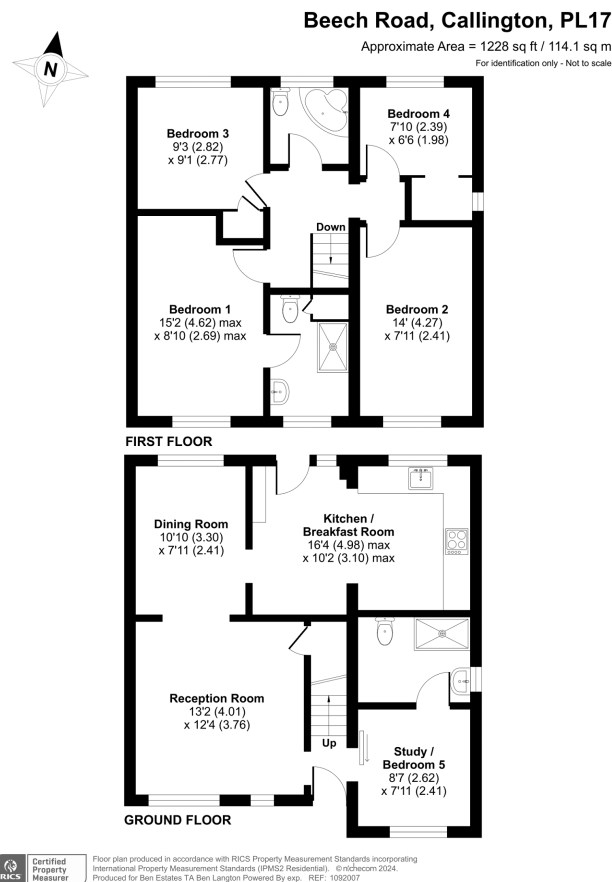 Beech Road, Callington, PL17
Approximate Area = 1228 sq ft / 114.1 sq m
For identification only - Not to scale
N
Bedroom 3
9'3 (2.82)
x 9'1 (2.77)
Bedroom 4
7'10 (2.39)
x 6'6 (1.98)
Down
Bedroom 1
15'2 (4.62) max
x 8'10 (2.69) max
Bedroom 2
14' (4.27)
x 7'11 (2.41)
FIRST FLOOR
Dining Room
10'10 (3.30)
x 7'11 (2.41)
Kitchen /
Breakfast Room
16'4 (4.98) max
x 10'2 (3.10) max
Reception Room
13'2 (4.01)
x 12'4 (3.76)
Up
Study /
Bedroom 5
8'7 (2.62)
x 7'11 (2.41)
GROUND FLOOR
RICS
Certified
Property
Measurer
Floor plan produced in accordance with RICS Property Measurement Standards incorporating
International Property Measurement Standards (IPMS2 Residential). © nichecom 2024.
Produced for Ben Estates TA Ben Langton Powered By exp. REF: 1092007